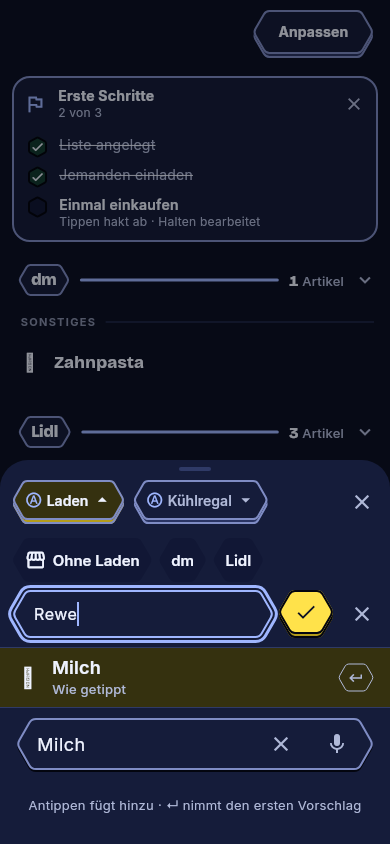 Anpassen
Erste Schritte
2 von 3
Liste angelegt
Jemanden einladen
Einmal einkaufen
Tippen hakt ab · Halten bearbeitet
dm 1 Artikel
SONSTIGES
Zahnpasta
Lidl 3 Artikel
A Laden A Kühlregal
Ohne Laden dm Lidl
Rewe
Milch
Wie getippt
Milch
Antippen fügt hinzu · ↵ nimmt den ersten Vorschlag